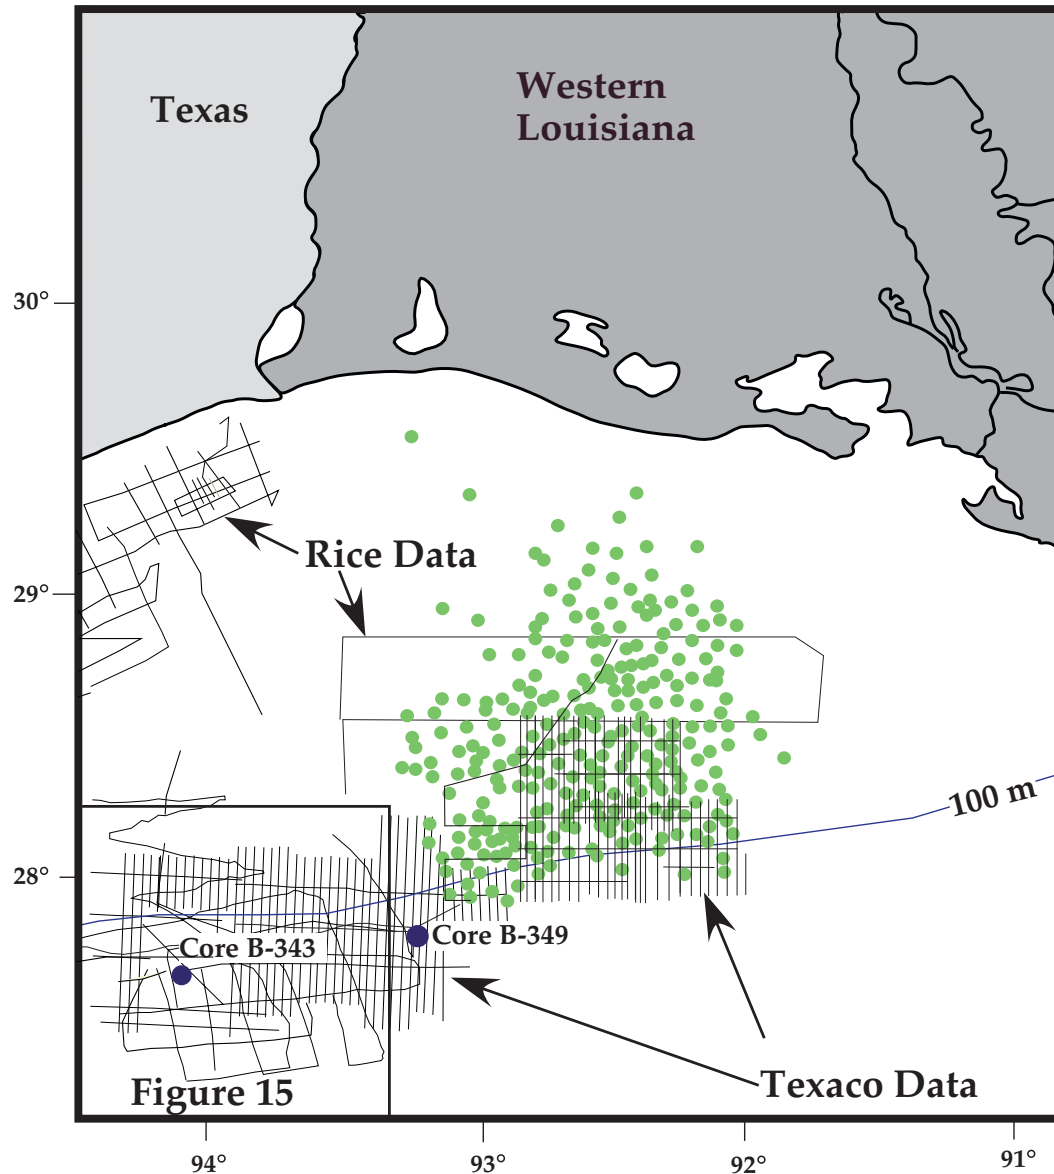 Texas
Western
Louisiana
30°
Rice Data
29°
100 m
28°
Core B-349
Core B-343
Figure 15
Texaco Data
94°
93°
92°
91°